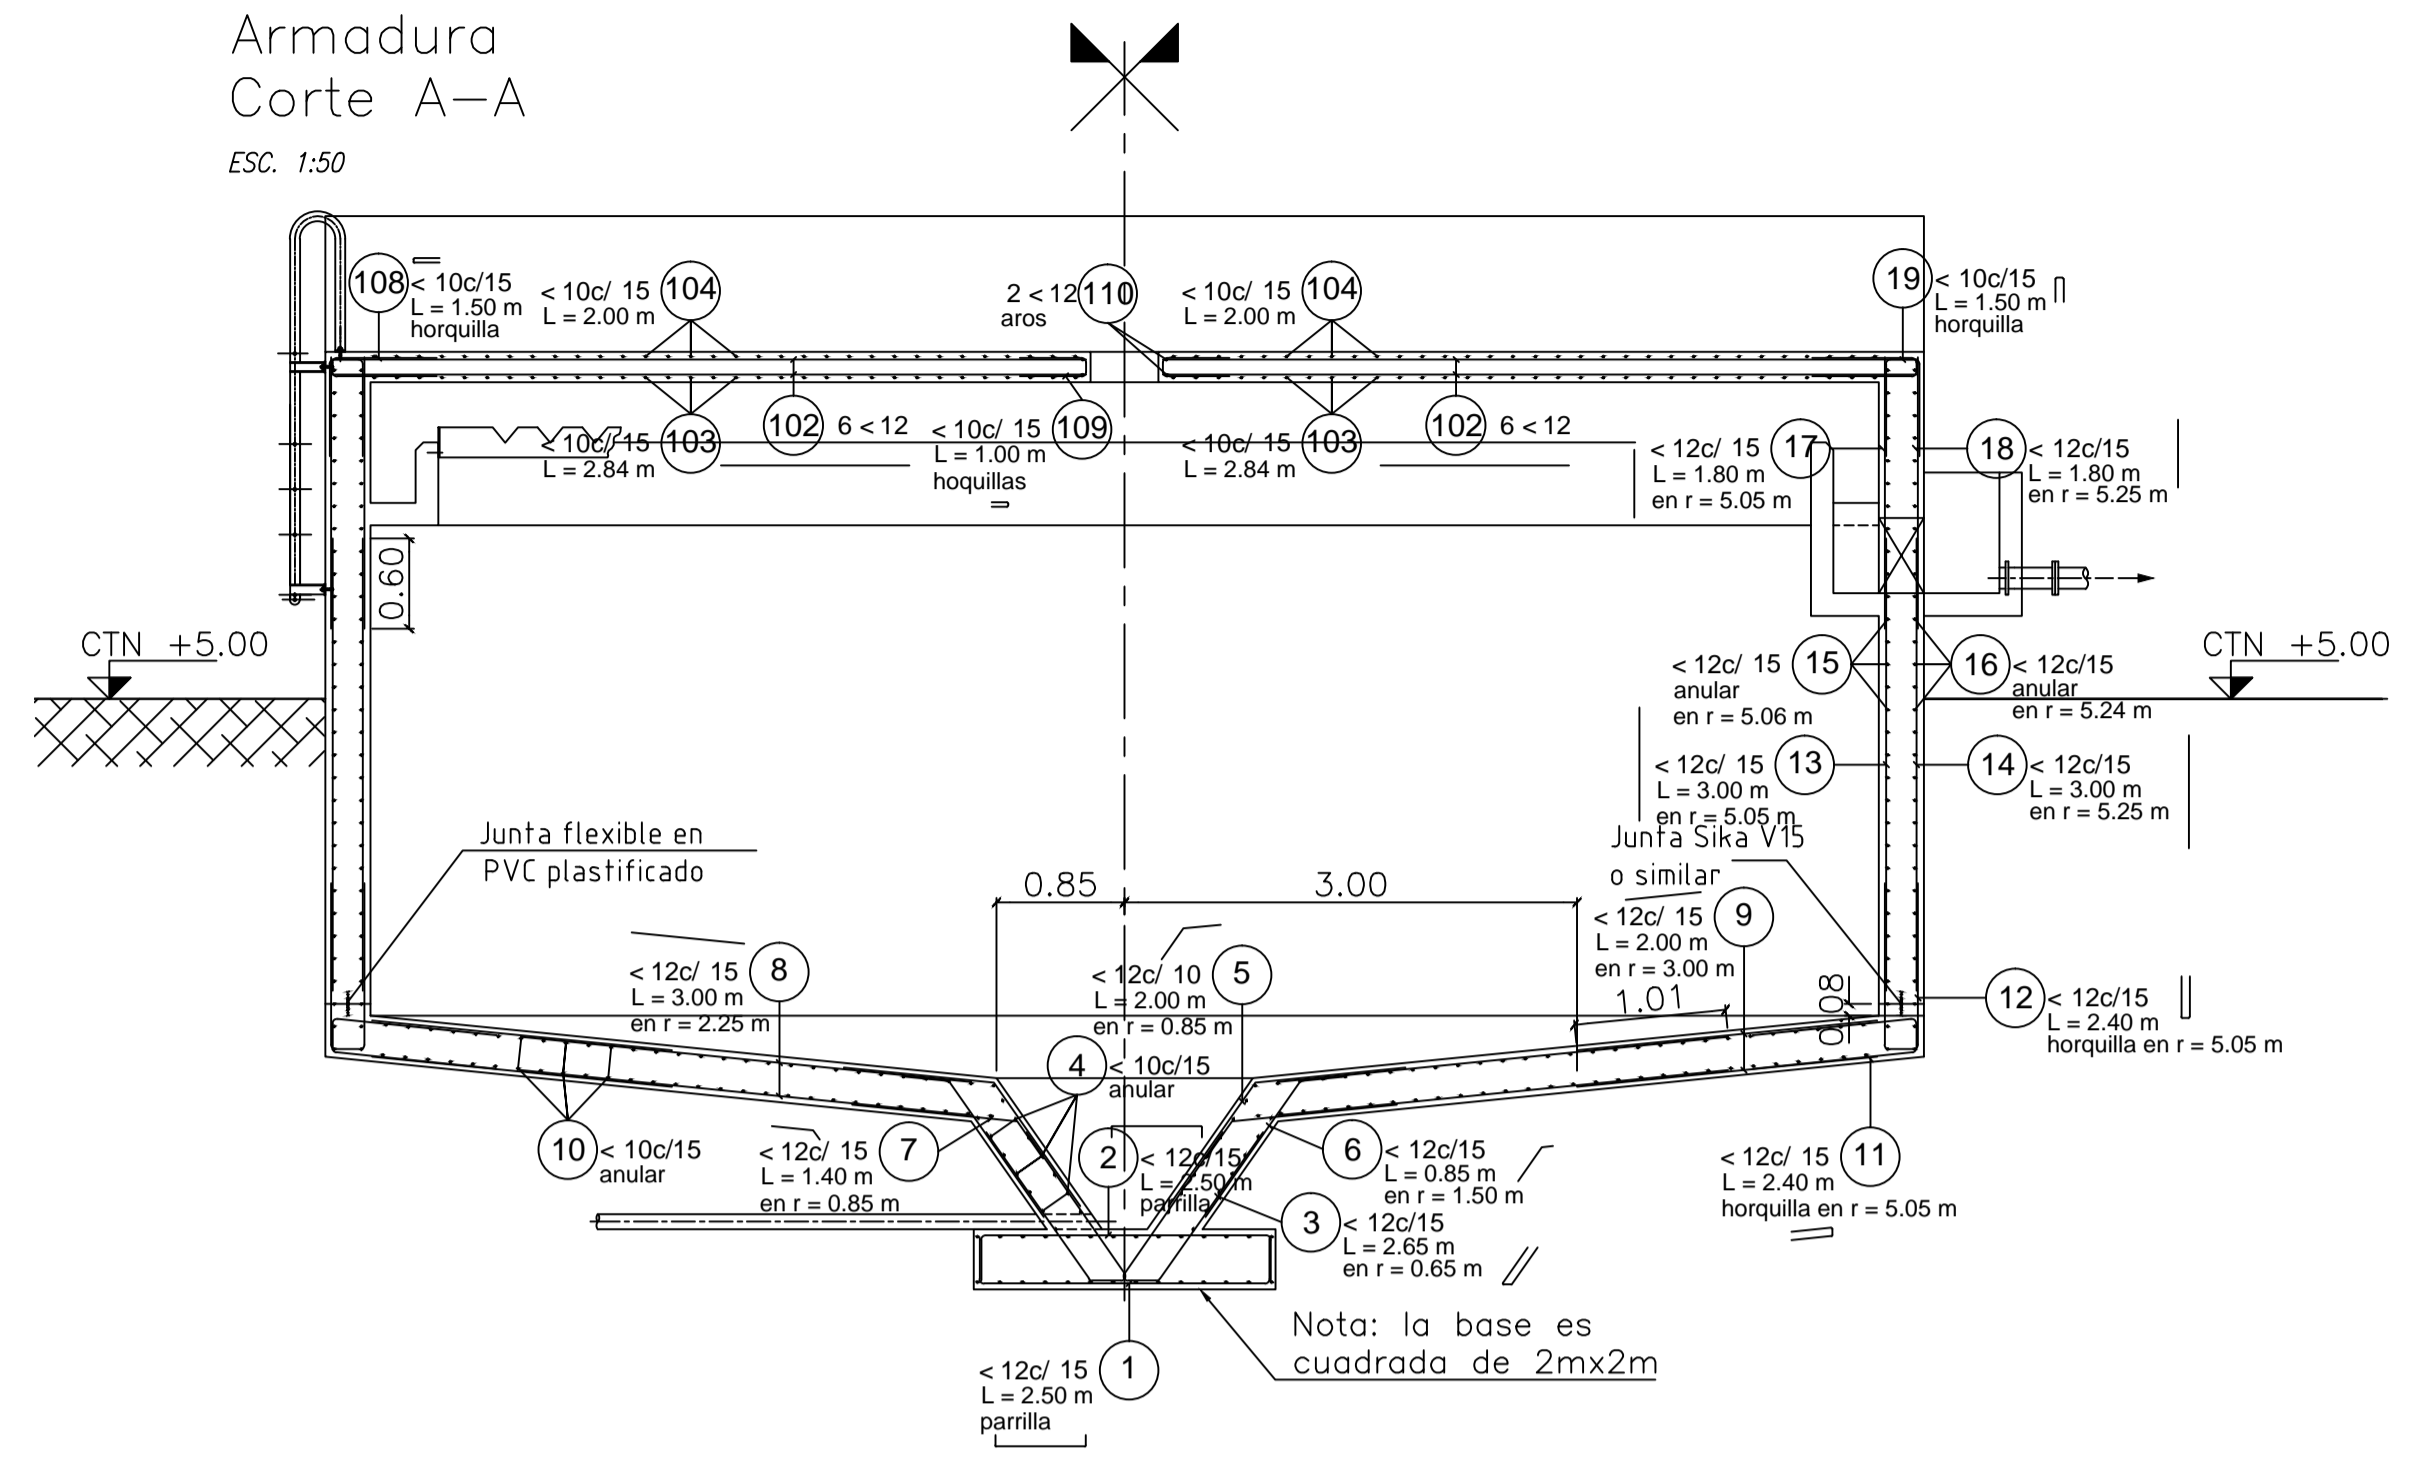 Armadura
Corte A-A
ESC. 1:50
108
< 10c/15
L = 1.50 m
horquilla
< 10c/ 15
L = 2.00 m
104
2 < 12
aros
110
< 10c/ 15
L = 2.00 m
104
19
< 10c/15
L = 1.50 m
horquilla
< 10c/ 15
L = 2.84 m
103
102
6 < 12
< 10c/ 15
L = 1.00 m
hoquillas
109
< 10c/ 15
L = 2.84 m
103
102
6 < 12
< 12c/ 15
L = 1.80 m
en r = 5.05 m
17
18
< 12c/15
L = 1.80 m
en r = 5.25 m
0.60
CTN +5.00
CTN +5.00
< 12c/ 15
anular
en r = 5.06 m
15
16
< 12c/15
anular
en r = 5.24 m
< 12c/ 15
L = 3.00 m
en r = 5.05 m
13
14
< 12c/15
L = 3.00 m
en r = 5.25 m
Junta flexible en
PVC plastificado
Junta Sika V15
o similar
0.85
3.00
< 12c/ 15
L = 3.00 m
en r = 2.25 m
8
< 12c/ 10
L = 2.00 m
en r = 0.85 m
5
< 12c/ 15
L = 2.00 m
en r = 3.00 m
9
1.01
0.08
12
< 12c/15
L = 2.40 m
horquilla en r = 5.05 m
4
< 10c/15
anular
10
< 10c/15
anular
< 12c/ 15
L = 1.40 m
en r = 0.85 m
7
2
< 12c/15
L = 2.50 m
parrilla
6
< 12c/15
L = 0.85 m
en r = 1.50 m
3
< 12c/15
L = 2.65 m
en r = 0.65 m
< 12c/ 15
L = 2.40 m
horquilla en r = 5.05 m
11
Nota: la base es
cuadrada de 2mx2m
< 12c/ 15
L = 2.50 m
parrilla
1